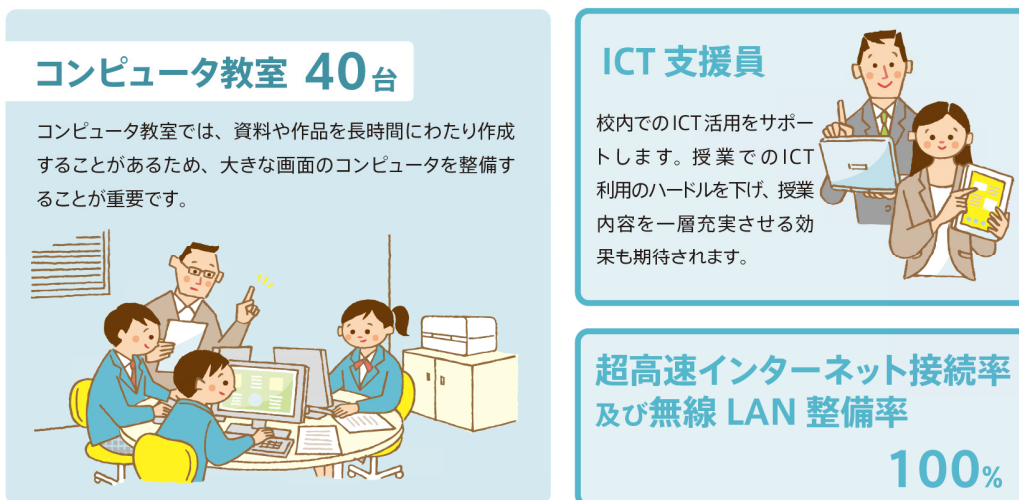 コンピュータ教室 40台
コンピュータ教室では、資料や作品を長時間にわたり作成
することがあるため、大きな画面のコンピュータを整備す
ることが重要です。
ICT 支援員
校内でのICT活用をサポー
トします。授業でのICT
利用のハードルを下げ、授業
内容を一層充実させる効
果も期待されます。
超高速インターネット接続率
及び無線 LAN 整備率
100%